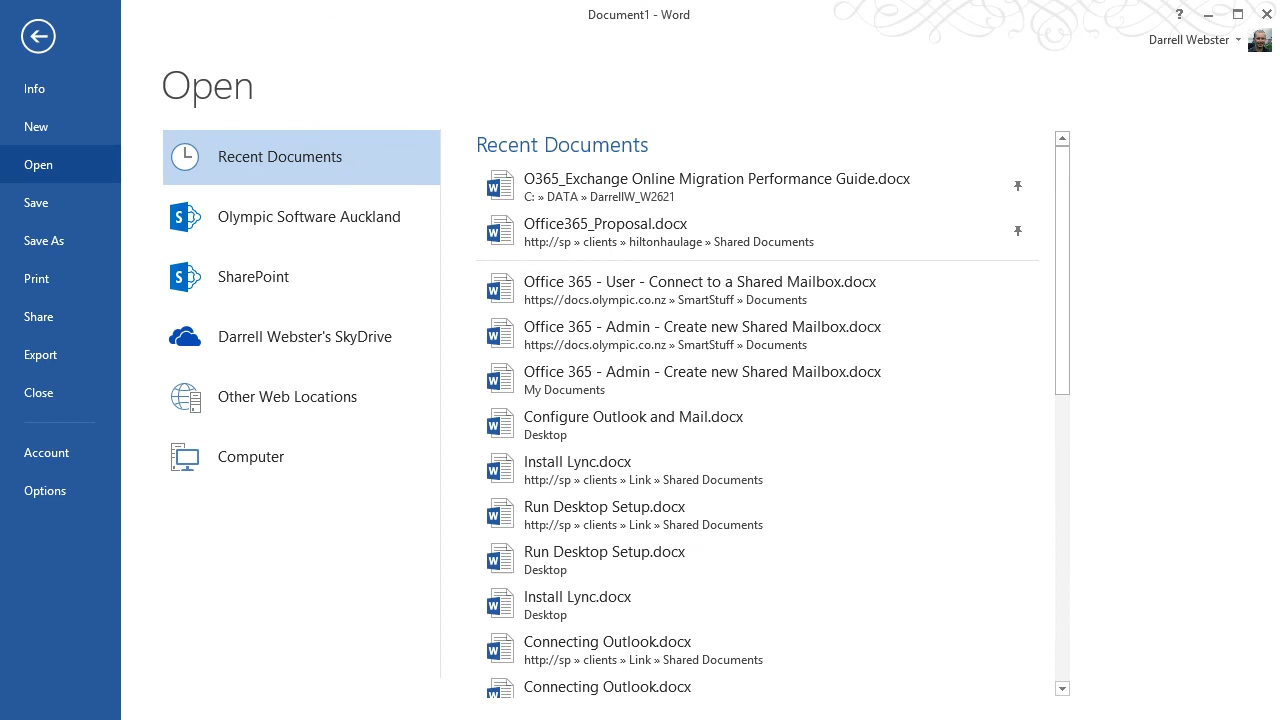 Document1 - Word
?
Darrell Webster
Info
New
Open
Save
Save As
Print
Share
Export
Close
Account
Options
Open
Recent Documents
Olympic Software Auckland
SharePoint
Darrell Webster's SkyDrive
Other Web Locations
Computer
Recent Documents
O365_Exchange Online Migration Performance Guide.docx
C: » DATA » DarrellW_W2621
Office365_Proposal.docx
http://sp » clients » hiltonhaulage » Shared Documents
Office 365 - User - Connect to a Shared Mailbox.docx
https://docs.olympic.co.nz » SmartStuff » Documents
Office 365 - Admin - Create new Shared Mailbox.docx
https://docs.olympic.co.nz » SmartStuff » Documents
Office 365 - Admin - Create new Shared Mailbox.docx
My Documents
Configure Outlook and Mail.docx
Desktop
Install Lync.docx
http://sp » clients » Link » Shared Documents
Run Desktop Setup.docx
http://sp » clients » Link » Shared Documents
Run Desktop Setup.docx
Desktop
Install Lync.docx
Desktop
Connecting Outlook.docx
http://sp » clients » Link » Shared Documents
Connecting Outlook.docx